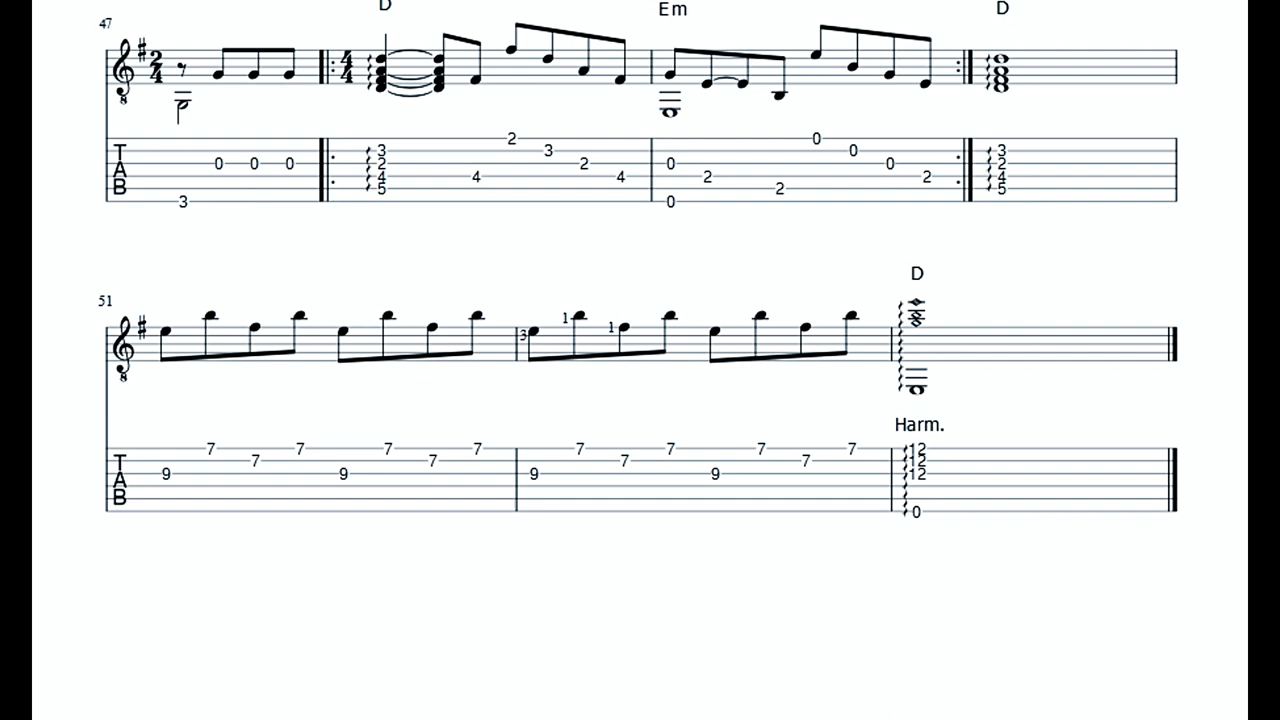 D Em D
47
2 4
4 4
8
T A B
3 0 0 0 3 2 4 5 4 2 3 2 4 0 0 2 2 0 0 0 2 3 2 4 5
D
51
3 1 1
8
Harm.
T A B
9 7 7 7 9 7 7 7 9 7 7 7 9 7 7 7 12 12 12 0